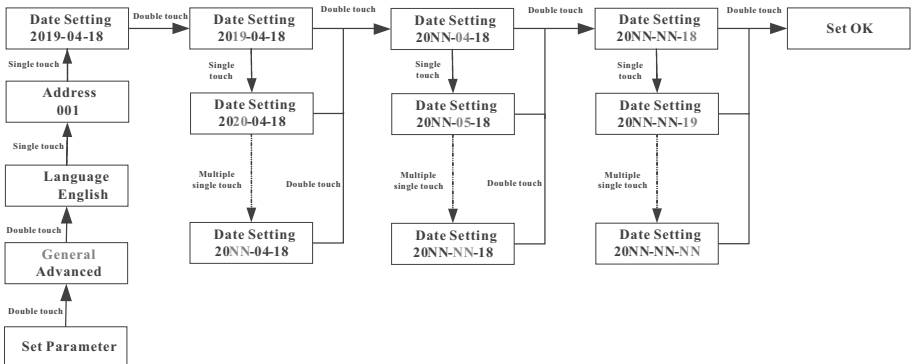 Date Setting
2019-04-18
Double touch
Date Setting
2019-04-18
Double touch
Date Setting
20NN-04-18
Double touch
Date Setting
20NN-NN-18
Double touch
Set OK
Single touch
Single
touch
Single
touch
Single
touch
Address
001
Date Setting
2020-04-18
Date Setting
20NN-05-18
Date Setting
20NN-NN-19
Single touch
Language
English
Multiple
single touch
Double touch
Multiple
single touch
Double touch
Multiple
single touch
Double touch
Date Setting
20NN-04-18
Date Setting
20NN-NN-18
Date Setting
20NN-NN-NN
General
Advanced
Double touch
Set Parameter